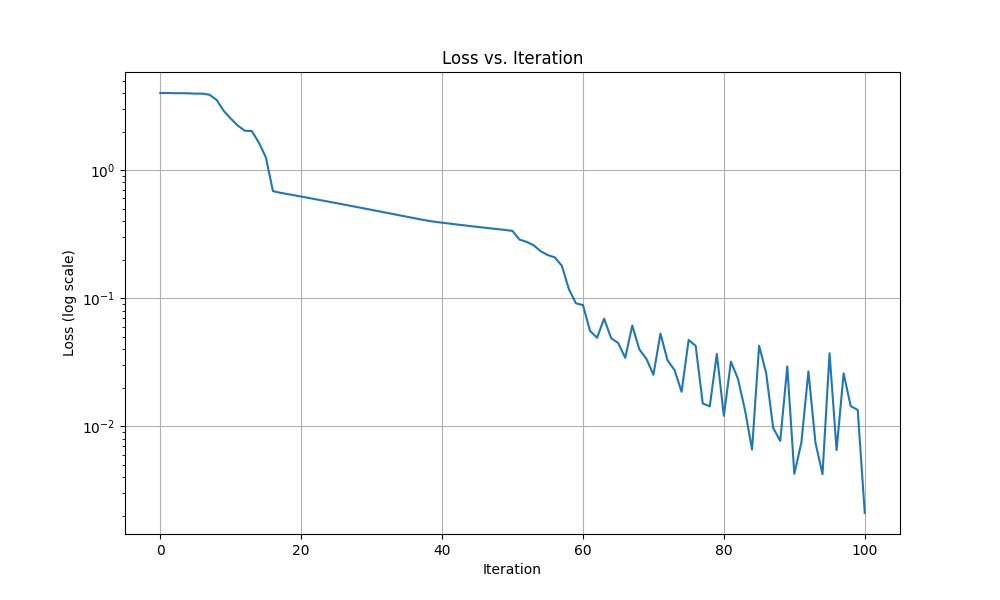 Loss vs. Iteration
Loss (log scale)
10⁰
10⁻¹
10⁻²
0 20 40 60 80 100
Iteration